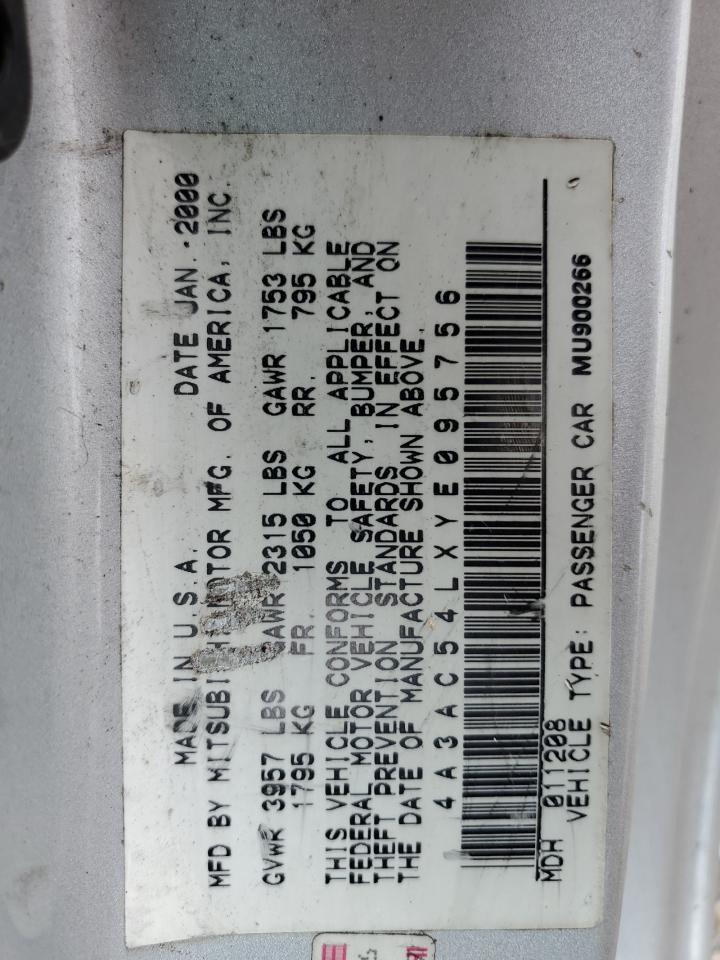 MADE IN U.S.A. DATE JAN.-2000
MFD BY MITSUBISHI MOTOR MFG. OF AMERICA, INC.
GVWR 3957 LBS GAWR 2315 LBS GAWR 1753 LBS
1795 KG FR. 1050 KG RR. 795 KG
THIS VEHICLE CONFORMS TO ALL APPLICABLE
FEDERAL MOTOR VEHICLE SAFETY, BUMPER, AND
THEFT PREVENTION STANDARDS IN EFFECT ON
THE DATE OF MANUFACTURE SHOWN ABOVE.
4A3AC54LXYE095756
MDH 011208
VEHICLE TYPE: PASSENGER CAR MU900266